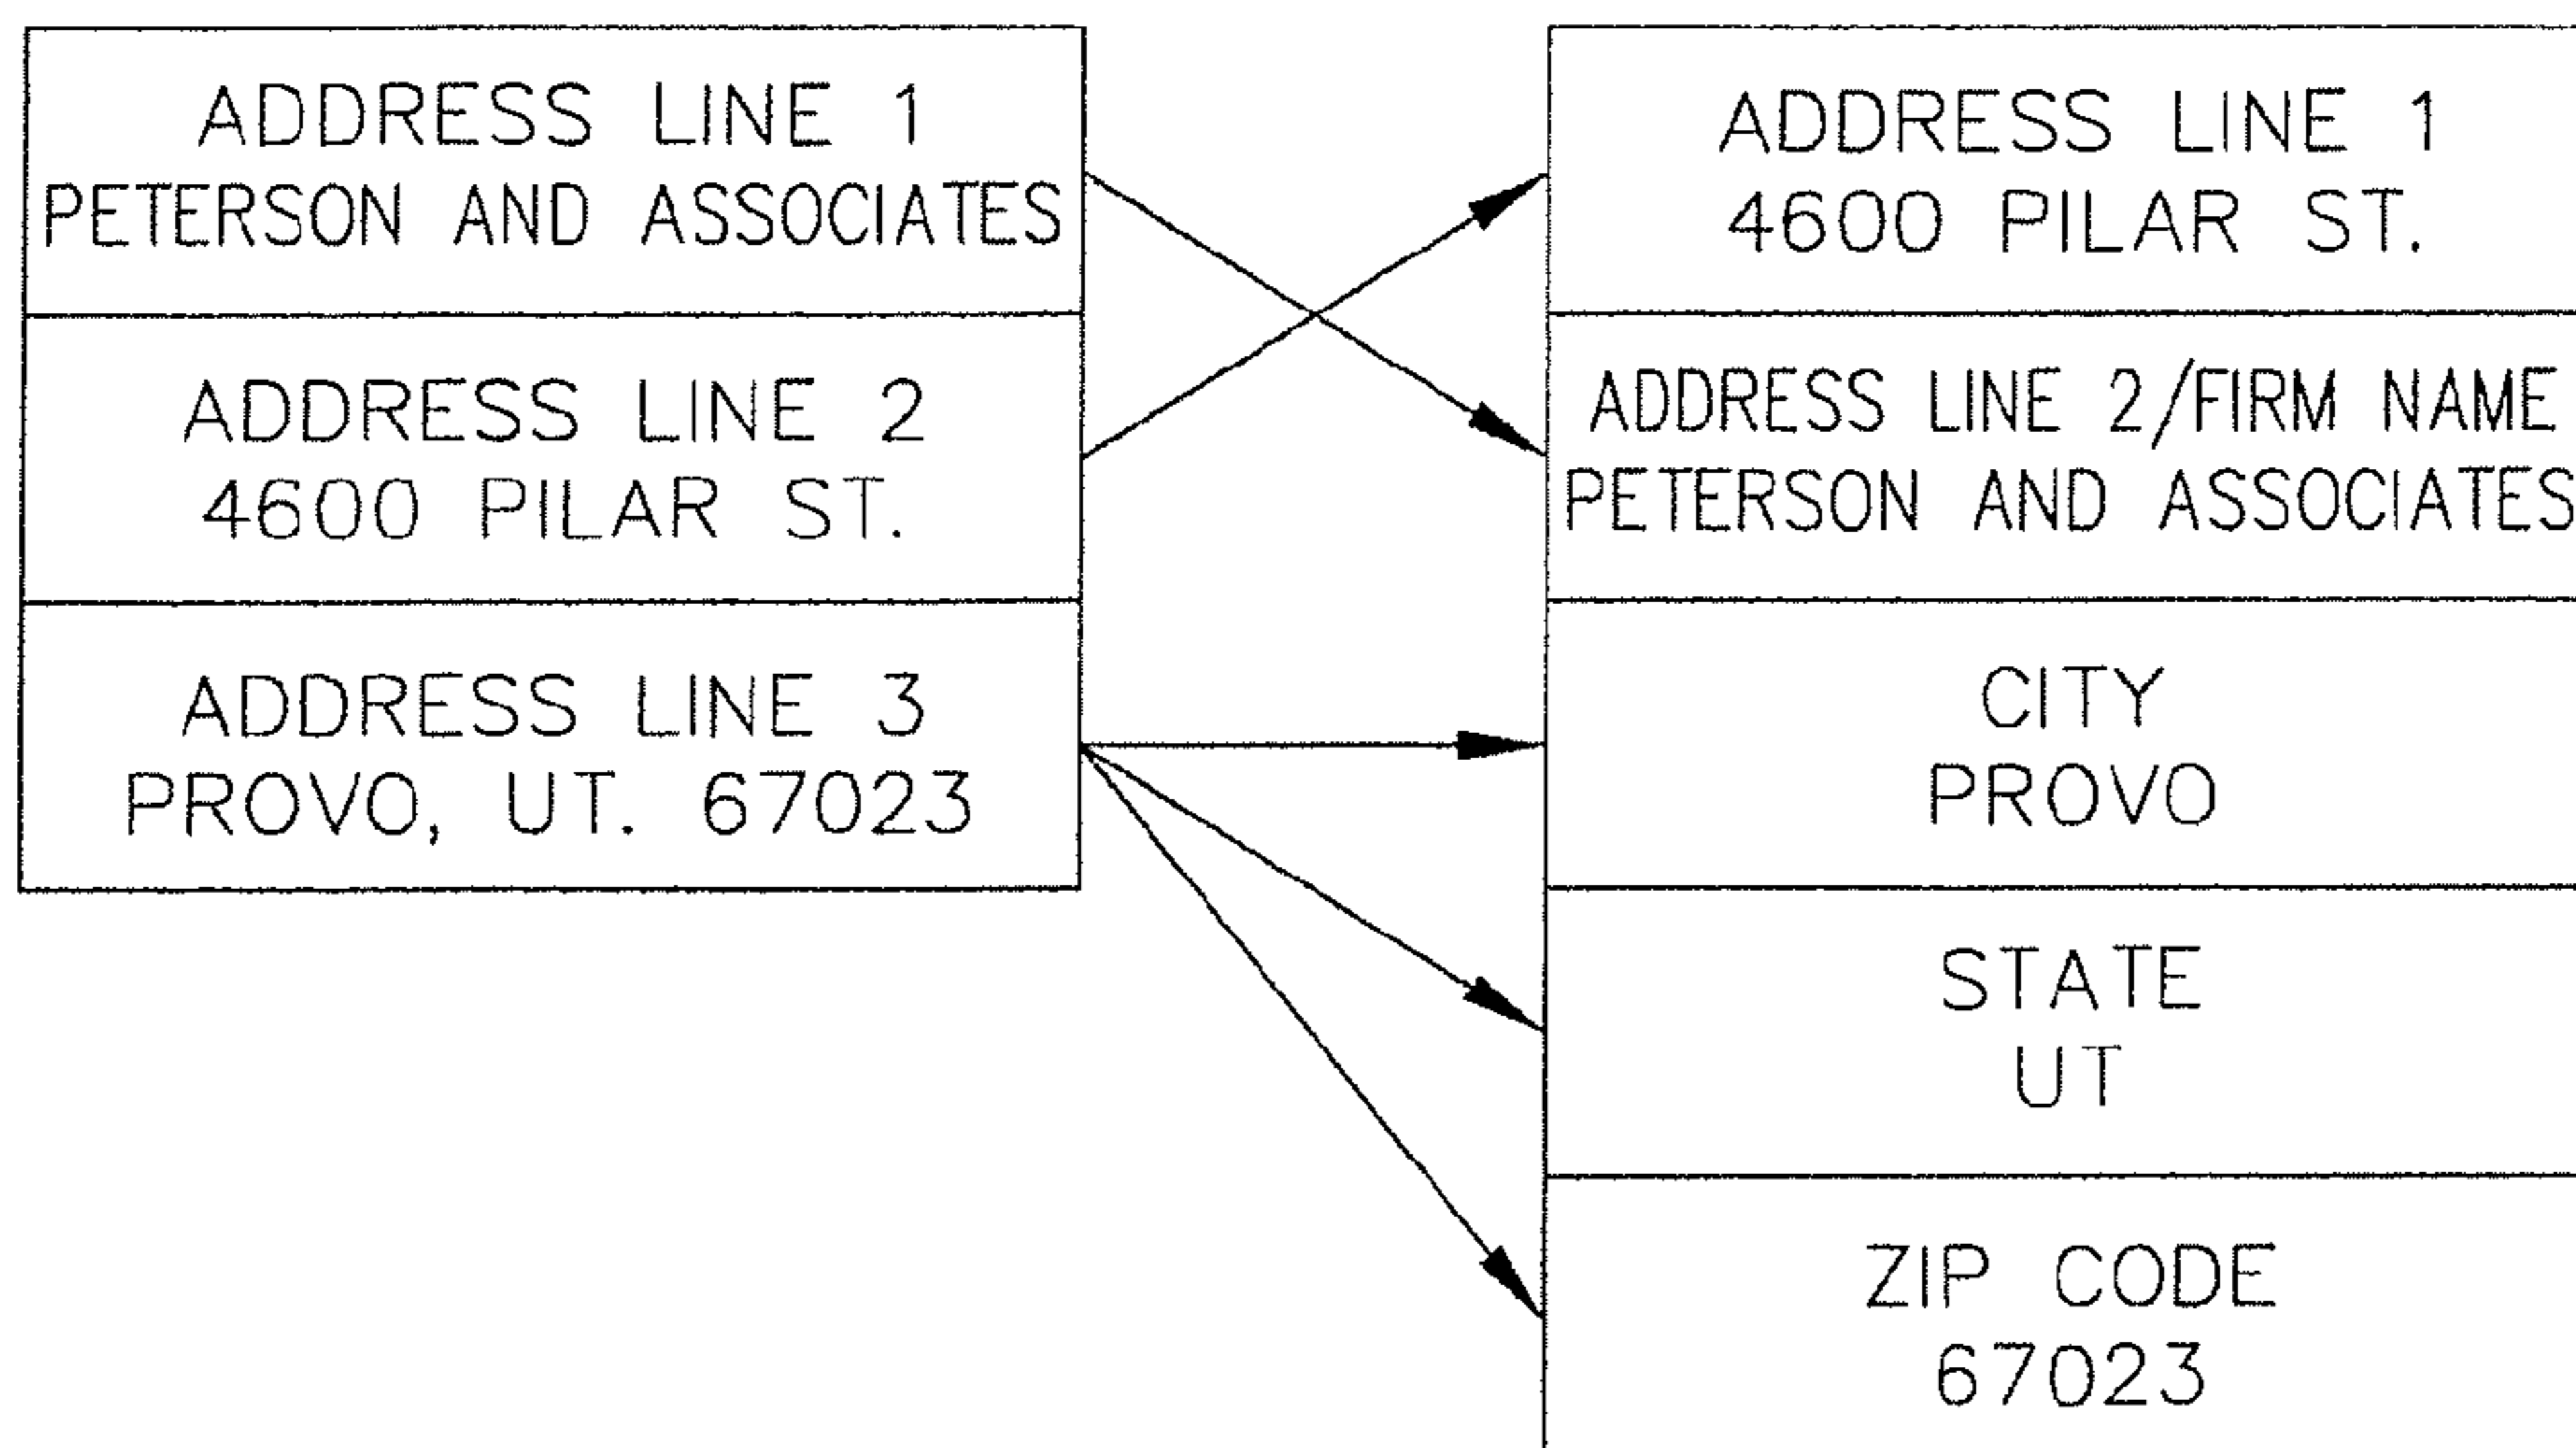 ADDRESS LINE 1
PETERSON AND ASSOCIATES
ADDRESS LINE 2
4600 PILAR ST.
ADDRESS LINE 3
PROVO, UT. 67023
ADDRESS LINE 1
4600 PILAR ST.
ADDRESS LINE 2/FIRM NAME
PETERSON AND ASSOCIATES
CITY
PROVO
STATE
UT
ZIP CODE
67023